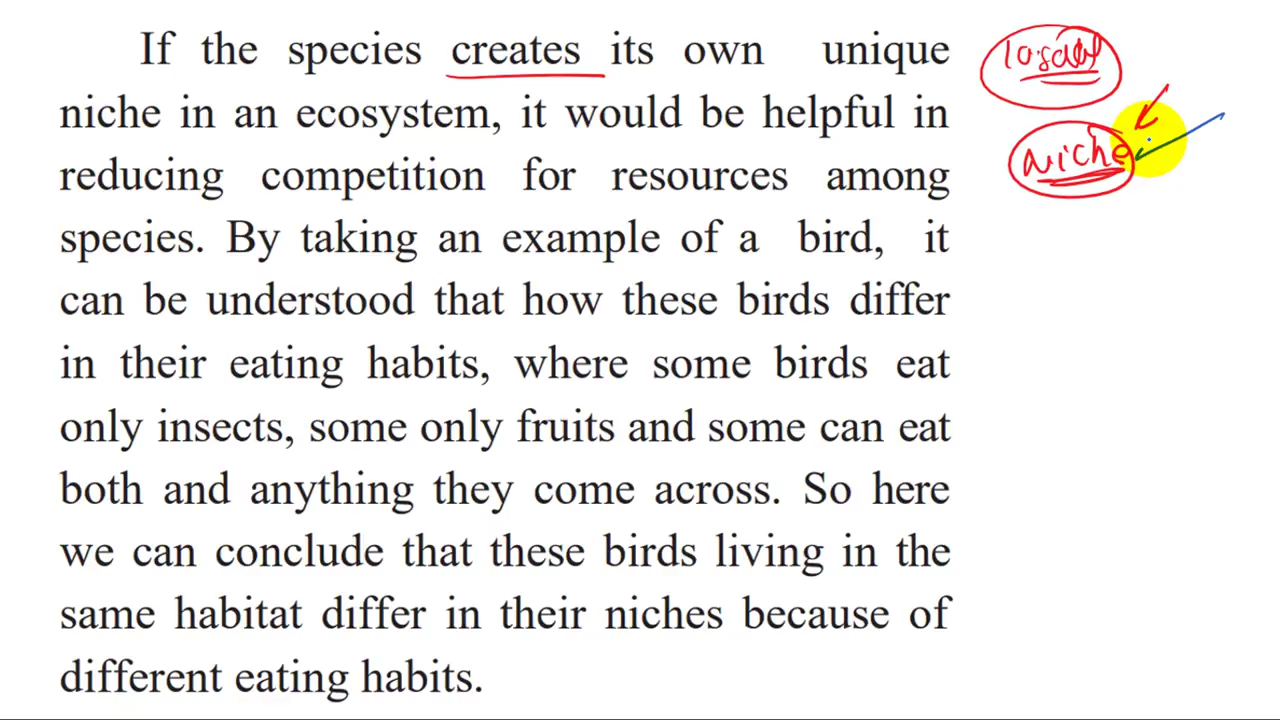 If the species creates its own unique
niche in an ecosystem, it would be helpful in
reducing competition for resources among
species. By taking an example of a bird, it
can be understood that how these birds differ
in their eating habits, where some birds eat
only insects, some only fruits and some can eat
both and anything they come across. So here
we can conclude that these birds living in the
same habitat differ in their niches because of
different eating habits.
niche